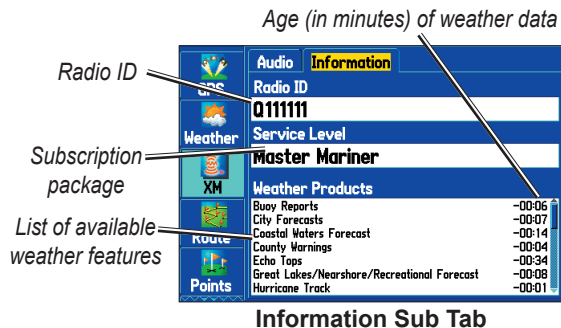 Age (in minutes) of weather data
Radio ID
Subscription package
List of available weather features
GPS
Weather
XM
Route
Points
Audio Information
Radio ID
Q111111
Service Level
Master Mariner
Weather Products
Buoy Reports -00:06
City Forecasts -00:07
Coastal Waters Forecast -00:14
County Warnings -00:04
Echo Tops -00:34
Great Lakes/Nearshore/Recreational Forecast -00:08
Hurricane Track -00:01
Information Sub Tab